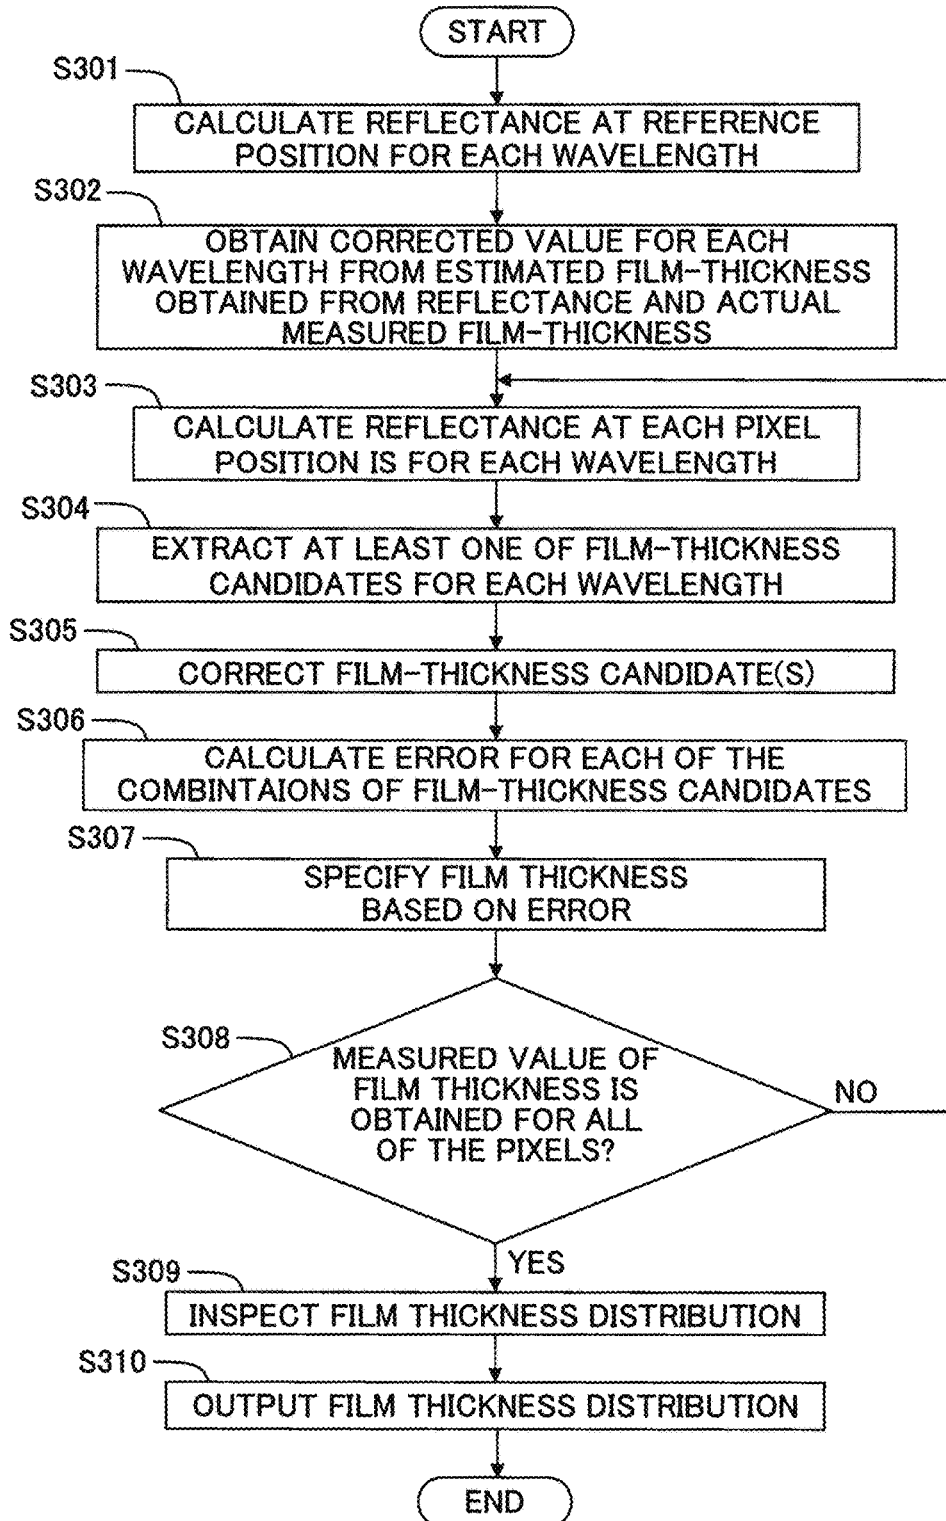 START
S301
CALCULATE REFLECTANCE AT REFERENCE
POSITION FOR EACH WAVELENGTH
S302
OBTAIN CORRECTED VALUE FOR EACH
WAVELENGTH FROM ESTIMATED FILM-THICKNESS
OBTAINED FROM REFLECTANCE AND ACTUAL
MEASURED FILM-THICKNESS
S303
CALCULATE REFLECTANCE AT EACH PIXEL
POSITION IS FOR EACH WAVELENGTH
S304
EXTRACT AT LEAST ONE OF FILM-THICKNESS
CANDIDATES FOR EACH WAVELENGTH
S305
CORRECT FILM-THICKNESS CANDIDATE(S)
S306
CALCULATE ERROR FOR EACH OF THE
COMBINTAIONS OF FILM-THICKNESS CANDIDATES
S307
SPECIFY FILM THICKNESS
BASED ON ERROR
S308
MEASURED VALUE OF
FILM THICKNESS IS
OBTAINED FOR ALL
OF THE PIXELS?
NO
YES
S309
INSPECT FILM THICKNESS DISTRIBUTION
S310
OUTPUT FILM THICKNESS DISTRIBUTION
END